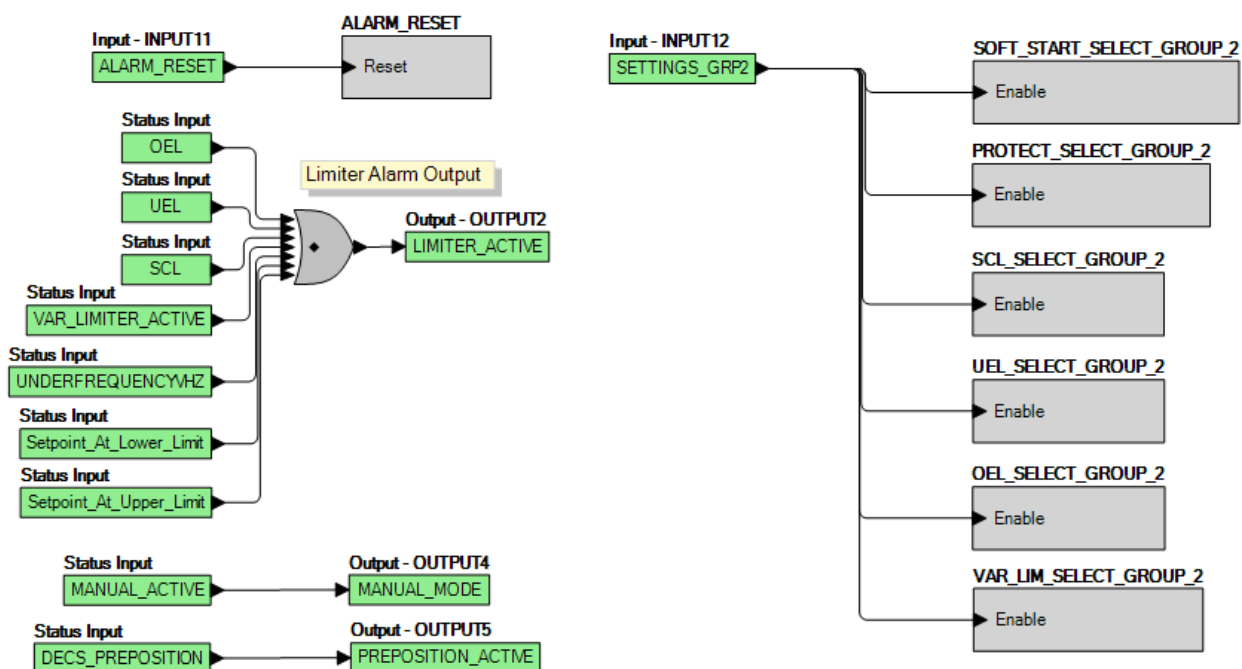 Input - INPUT11
ALARM_RESET
ALARM_RESET
Reset
Status Input
OEL
Status Input
UEL
Status Input
SCL
Status Input
VAR_LIMITER_ACTIVE
Status Input
UNDERFREQUENCYVHZ
Status Input
Setpoint_At_Lower_Limit
Status Input
Setpoint_At_Upper_Limit
Limiter Alarm Output
Output - OUTPUT2
LIMITER_ACTIVE
Status Input
MANUAL_ACTIVE
Output - OUTPUT4
MANUAL_MODE
Status Input
DECS_PREPOSITION
Output - OUTPUT5
PREPOSITION_ACTIVE
Input - INPUT12
SETTINGS_GRP2
SOFT_START_SELECT_GROUP_2
Enable
PROTECT_SELECT_GROUP_2
Enable
SCL_SELECT_GROUP_2
Enable
UEL_SELECT_GROUP_2
Enable
OEL_SELECT_GROUP_2
Enable
VAR_LIM_SELECT_GROUP_2
Enable